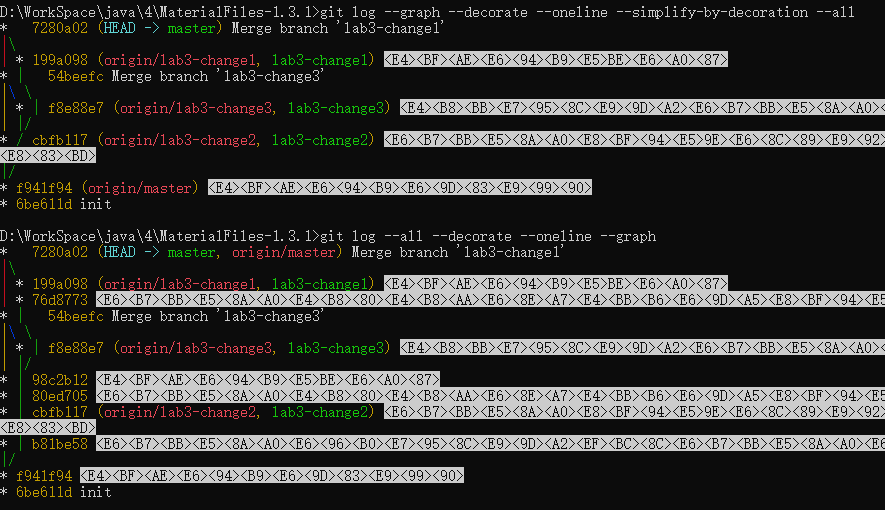 D:\WorkSpace\java\4\MaterialFiles-1.3.1>git log --graph --decorate --oneline --simplify-by-decoration --all
*   7280a02 (HEAD -> master) Merge branch 'lab3-change1'
|\
| * 199a098 (origin/lab3-change1, lab3-change1) <E4><BF><AE><E6><94><B9><E5><BE><E6><A0><87>
* |   54beefc Merge branch 'lab3-change3'
|\ \
| * | f8e88e7 (origin/lab3-change3, lab3-change3) <E4><B8><BB><E7><95><8C><E9><9D><A2><E6><B7><BB><E5><8A><A0>
| |/
* / cbfb117 (origin/lab3-change2, lab3-change2) <E6><B7><BB><E5><8A><A0><E8><BF><94><E5><9E><E6><8C><89><E9><92>
<E8><83><BD>
|/
* f941f94 (origin/master) <E4><BF><AE><E6><94><B9><E6><9D><83><E9><99><90>
* 6be611d init
D:\WorkSpace\java\4\MaterialFiles-1.3.1>git log --all --decorate --oneline --graph
*   7280a02 (HEAD -> master, origin/master) Merge branch 'lab3-change1'
|\
| * 199a098 (origin/lab3-change1, lab3-change1) <E4><BF><AE><E6><94><B9><E5><BE><E6><A0><87>
| * 76d8773 <E6><B7><BB><E5><8A><A0><E4><B8><80><E4><B8><AA><E6><8E><A7><E4><BB><B6><E6><9D><A5><E8><BF><94><E5
* |   54beefc Merge branch 'lab3-change3'
|\ \
| * | f8e88e7 (origin/lab3-change3, lab3-change3) <E4><B8><BB><E7><95><8C><E9><9D><A2><E6><B7><BB><E5><8A><A0>
| |/
* | 98c2b12 <E4><BF><AE><E6><94><B9><E5><BE><E6><A0><87>
* | 80ed705 <E6><B7><BB><E5><8A><A0><E4><B8><80><E4><B8><AA><E6><8E><A7><E4><BB><B6><E6><9D><A5><E8><BF><94><E5
* | cbfb117 (origin/lab3-change2, lab3-change2) <E6><B7><BB><E5><8A><A0><E8><BF><94><E5><9E><E6><8C><89><E9><92>
<E8><83><BD>
* | b81be58 <E6><B7><BB><E5><8A><A0><E6><96><B0><E7><95><8C><E9><9D><A2><EF><BC><8C><E6><B7><BB><E5><8A><A0><E6
|/
* f941f94 <E4><BF><AE><E6><94><B9><E6><9D><83><E9><99><90>
* 6be611d init